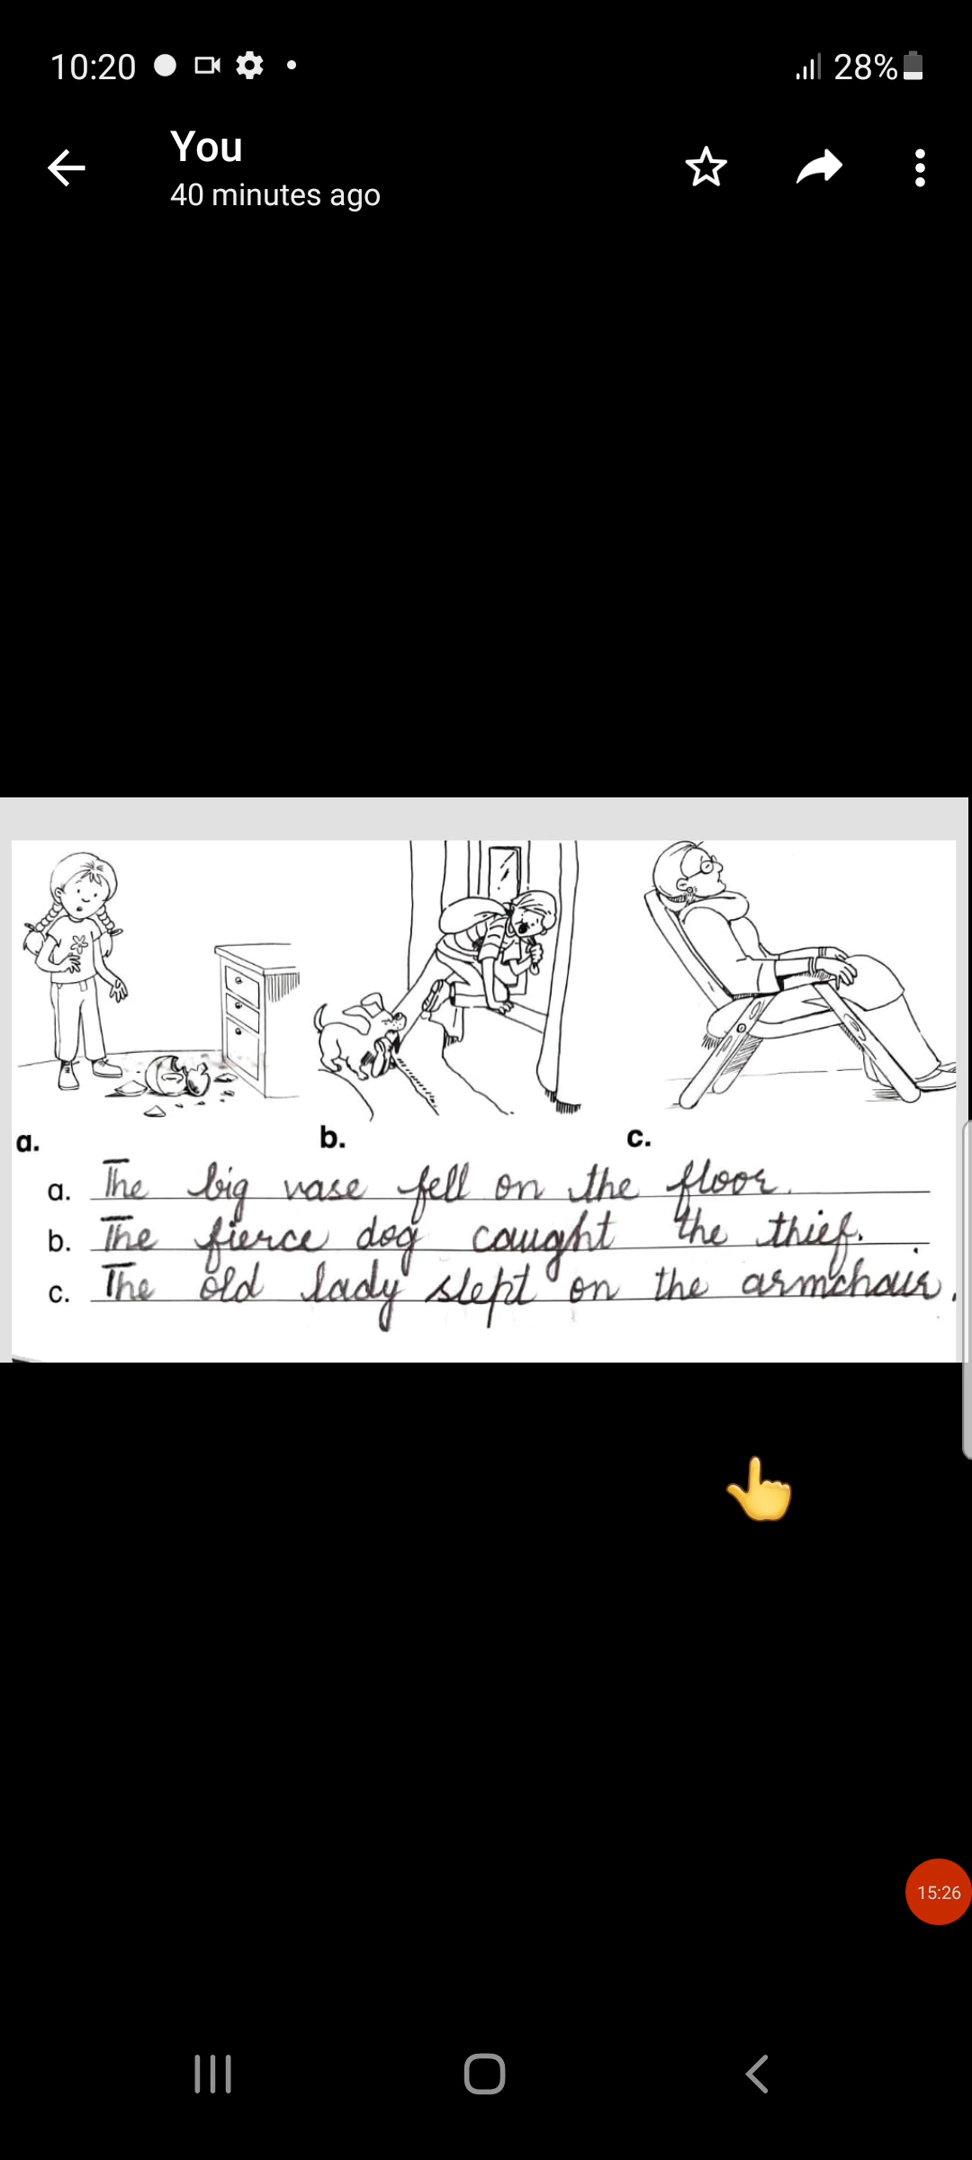 10:20
28%
You
40 minutes ago
a.
b.
c.
a. The big vase fell on the floor.
b. The fierce dog caught the thief.
c. The old lady slept on the armchair.
15:26